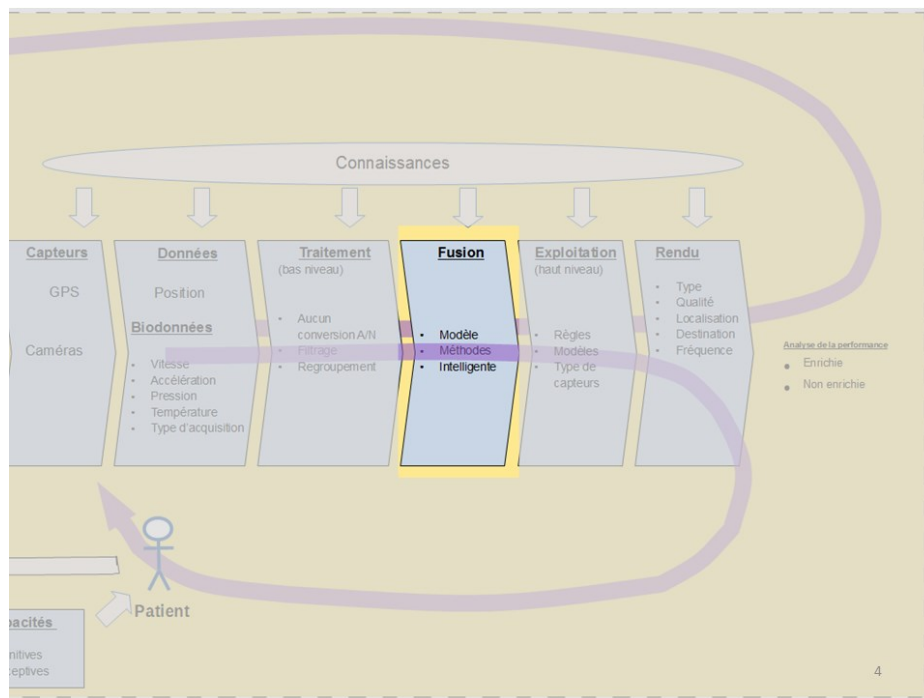 Connaissances
Capteurs
GPS
Caméras
Données
Position
Biodonnées
• Vitesse
• Accélération
• Pression
• Température
• Type d'acquisition
Traitement
(bas niveau)
• Aucun
conversion A/N
• Filtrage
• Regroupement
Fusion
• Modèle
• Méthodes
• Intelligente
Exploitation
(haut niveau)
• Règles
• Modèles
• Type de
capteurs
Rendu
• Type
• Qualité
• Localisation
• Destination
• Fréquence
Analyse de la performance
• Enrichie
• Non enrichie
Patient
pacités
nitives
ceptives
4